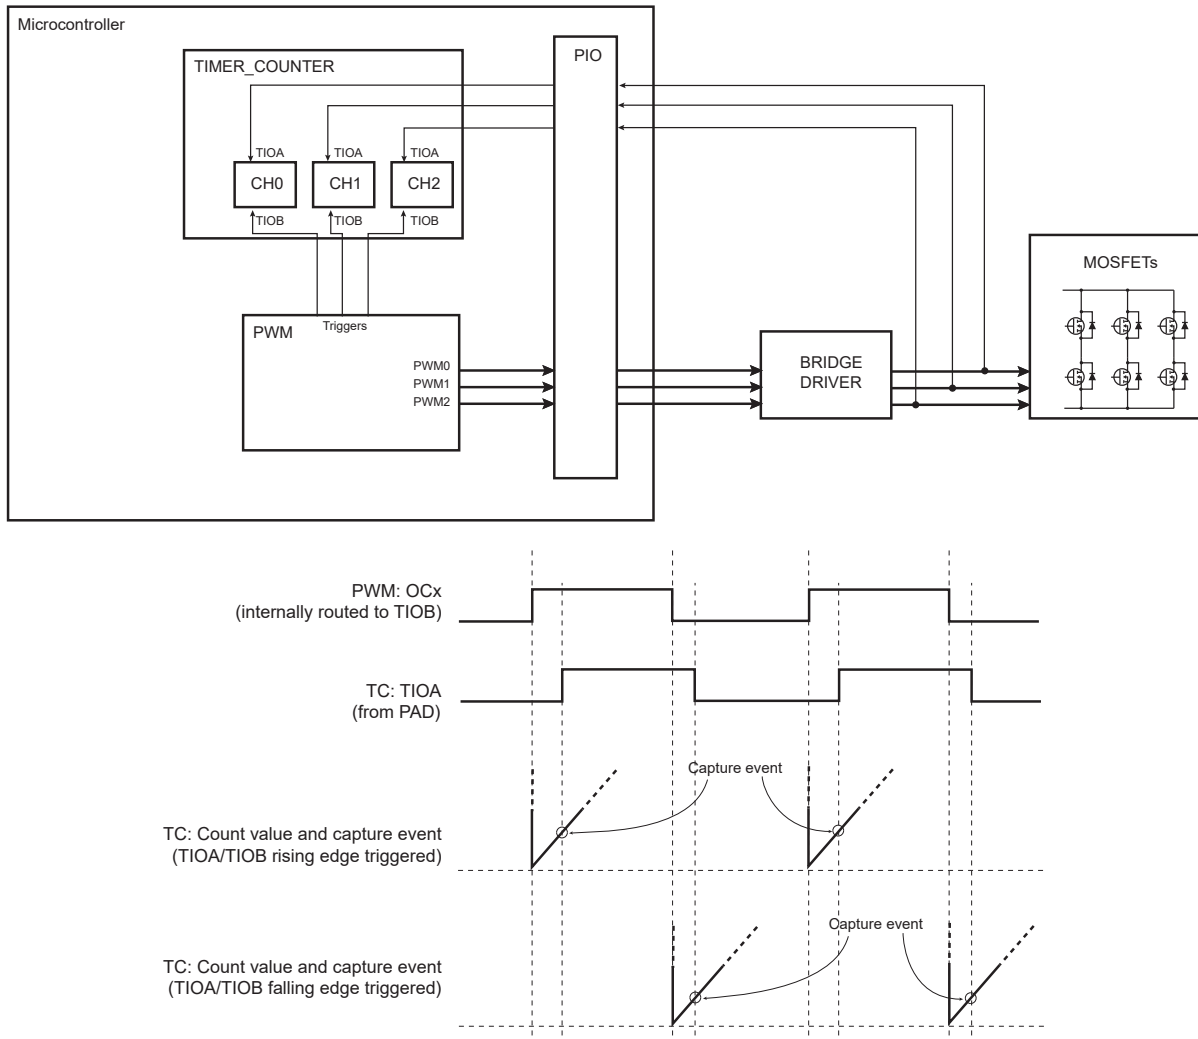 Microcontroller
TIMER_COUNTER
PIO
TIOA
TIOA
TIOA
CH0
CH1
CH2
TIOB
TIOB
TIOB
MOSFETs
PWM
Triggers
PWM0
PWM1
PWM2
BRIDGE
DRIVER
PWM: OCx
(internally routed to TIOB)
TC: TIOA
(from PAD)
Capture event
TC: Count value and capture event
(TIOA/TIOB rising edge triggered)
Capture event
TC: Count value and capture event
(TIOA/TIOB falling edge triggered)